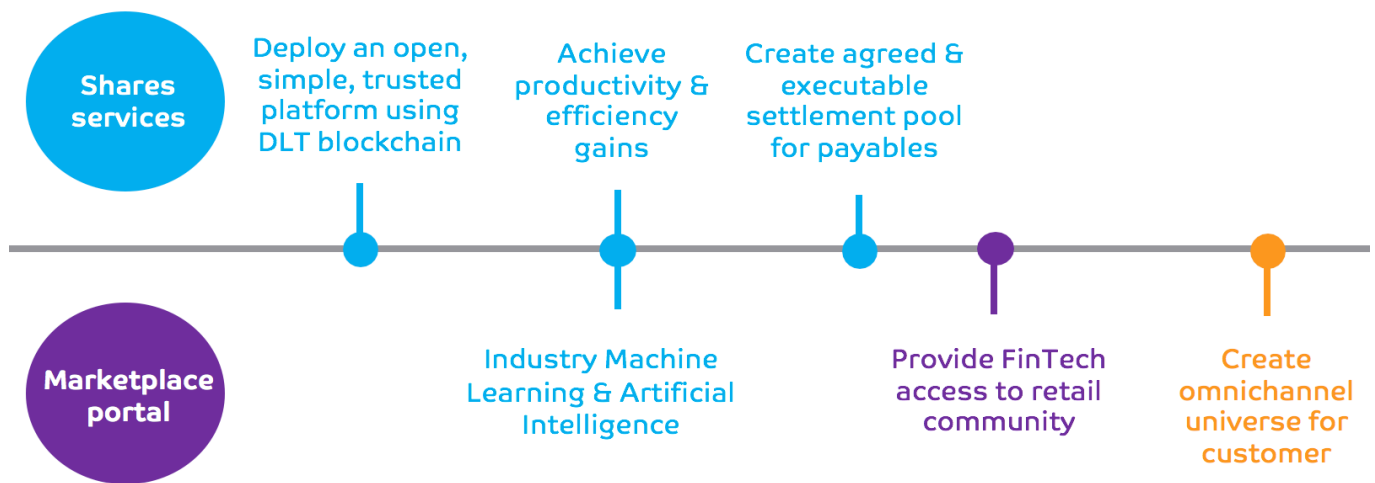 Shares
services
Deploy an open,
simple, trusted
platform using
DLT blockchain
Achieve
productivity &
efficiency
gains
Create agreed &
executable
settlement pool
for payables
Marketplace
portal
Industry Machine
Learning & Artificial
Intelligence
Provide FinTech
access to retail
community
Create
omnichannel
universe for
customer